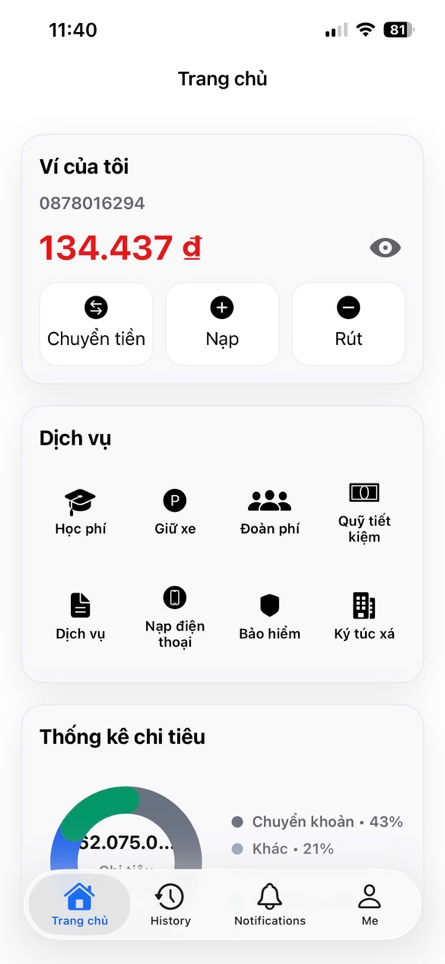 11:40
81
Trang chủ
Ví của tôi
0878016294
134.437 ₫
Chuyển tiền
Nạp
Rút
Dịch vụ
P
Học phí
Giữ xe
Đoàn phí
Quỹ tiết
kiệm
Dịch vụ
Nạp điện
thoại
Bảo hiểm
Ký túc xá
Thống kê chi tiêu
62.075.0...
Chuyển khoản • 43%
Khác • 21%
Trang chủ
History
Notifications
Me